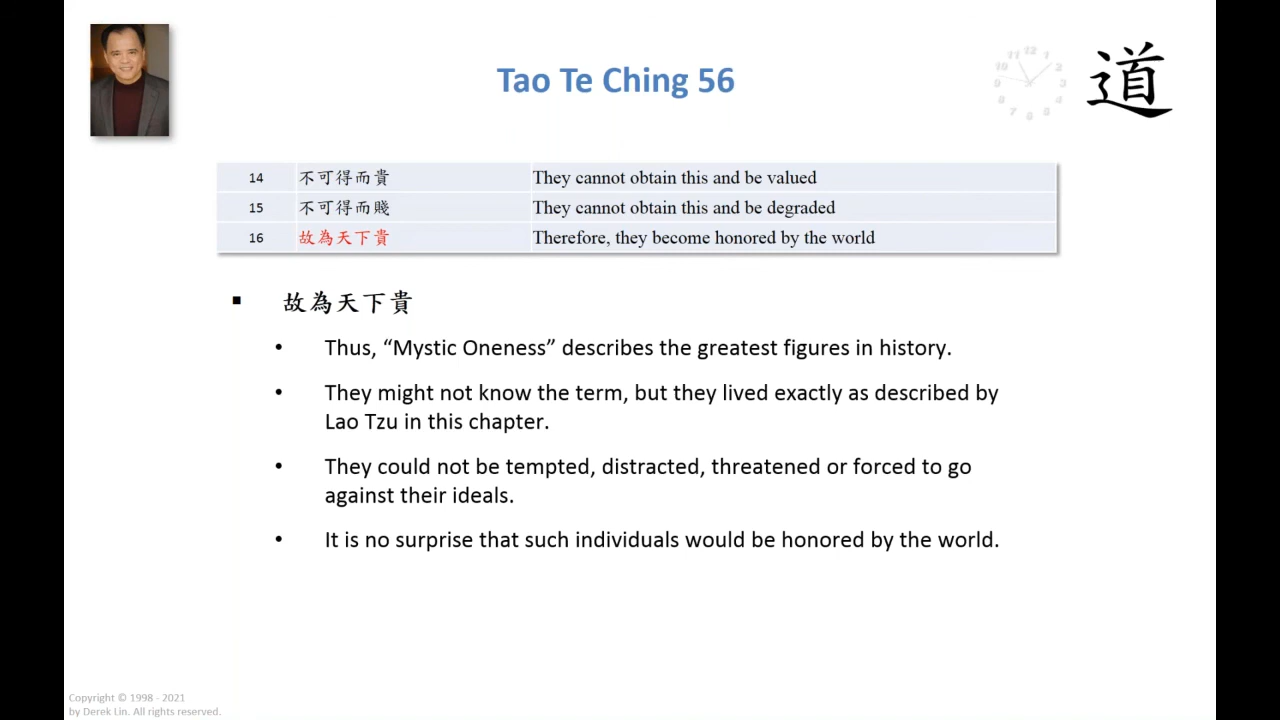 Tao Te Ching 56
道
14 不可得而貴 They cannot obtain this and be valued
15 不可得而賤 They cannot obtain this and be degraded
16 故為天下貴 Therefore, they become honored by the world
▪ 故為天下貴
• Thus, “Mystic Oneness” describes the greatest figures in history.
• They might not know the term, but they lived exactly as described by
Lao Tzu in this chapter.
• They could not be tempted, distracted, threatened or forced to go
against their ideals.
• It is no surprise that such individuals would be honored by the world.
Copyright © 1998 - 2021
by Derek Lin. All rights reserved.